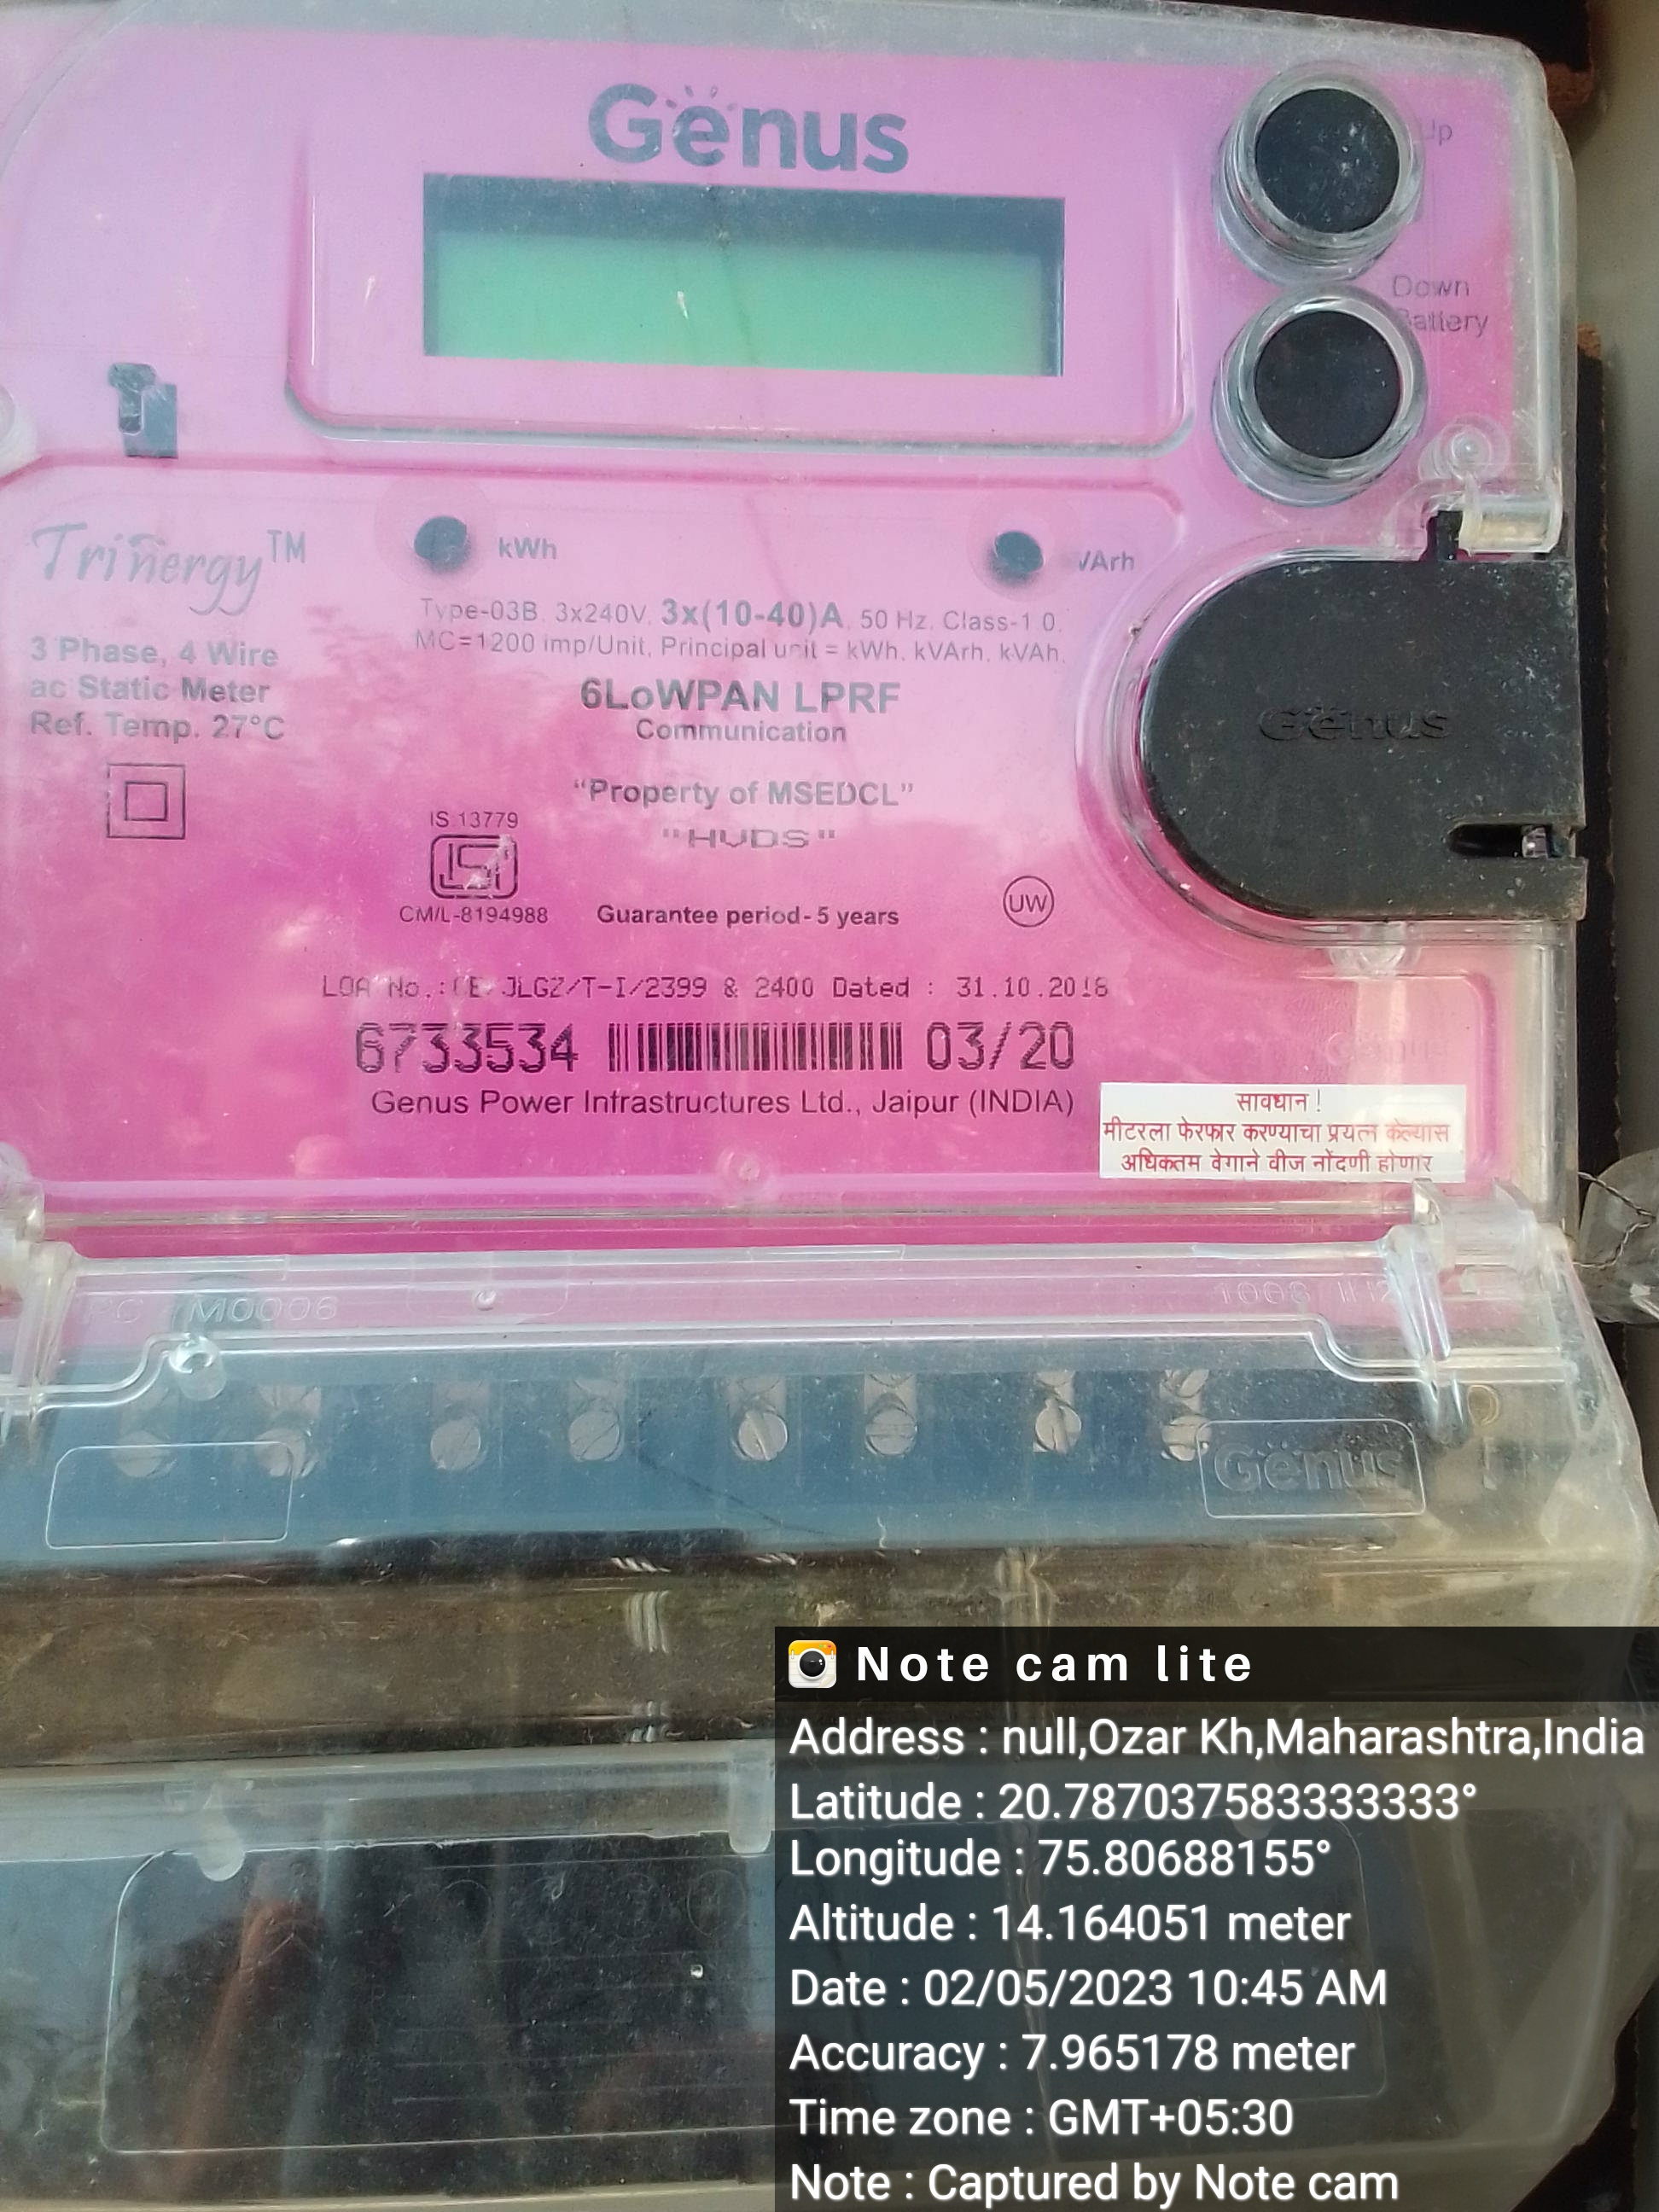 Genus
Up
Down
Battery
Trinergy™
kWh
VArh
Type-03B, 3x240V, 3x(10-40)A, 50 Hz, Class-1.0,
MC=1200 imp/Unit, Principal unit = kWh, kVArh, kVAh,
3 Phase, 4 Wire
ac Static Meter
Ref. Temp. 27°C
6LoWPAN LPRF
Communication
Genus
"Property of MSEDCL"
"HVDS"
IS 13779
ISI
CM/L-8194988
Guarantee period-5 years
UW
LOA No.: JLGZ/T-I/2399 & 2400 Dated : 31.10.2018
6733534 03/20
Genus Power Infrastructures Ltd., Jaipur (INDIA)
सावधान !
मीटरला फेरफार करण्याचा प्रयत्न केल्यास
अधिकतम वेगाने वीज नोंदणी होणार
PC M0006
Genus
Note cam lite
Address : null,Ozar Kh,Maharashtra,India
Latitude : 20.787037583333333°
Longitude : 75.80688155°
Altitude : 14.164051 meter
Date : 02/05/2023 10:45 AM
Accuracy : 7.965178 meter
Time zone : GMT+05:30
Note : Captured by Note cam